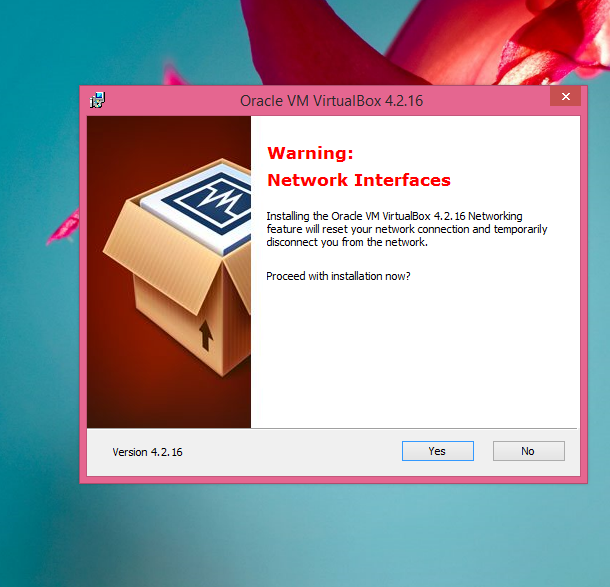 Oracle VM VirtualBox 4.2.16
Warning:
Network Interfaces
Installing the Oracle VM VirtualBox 4.2.16 Networking
feature will reset your network connection and temporarily
disconnect you from the network.
Proceed with installation now?
Version 4.2.16
Yes
No